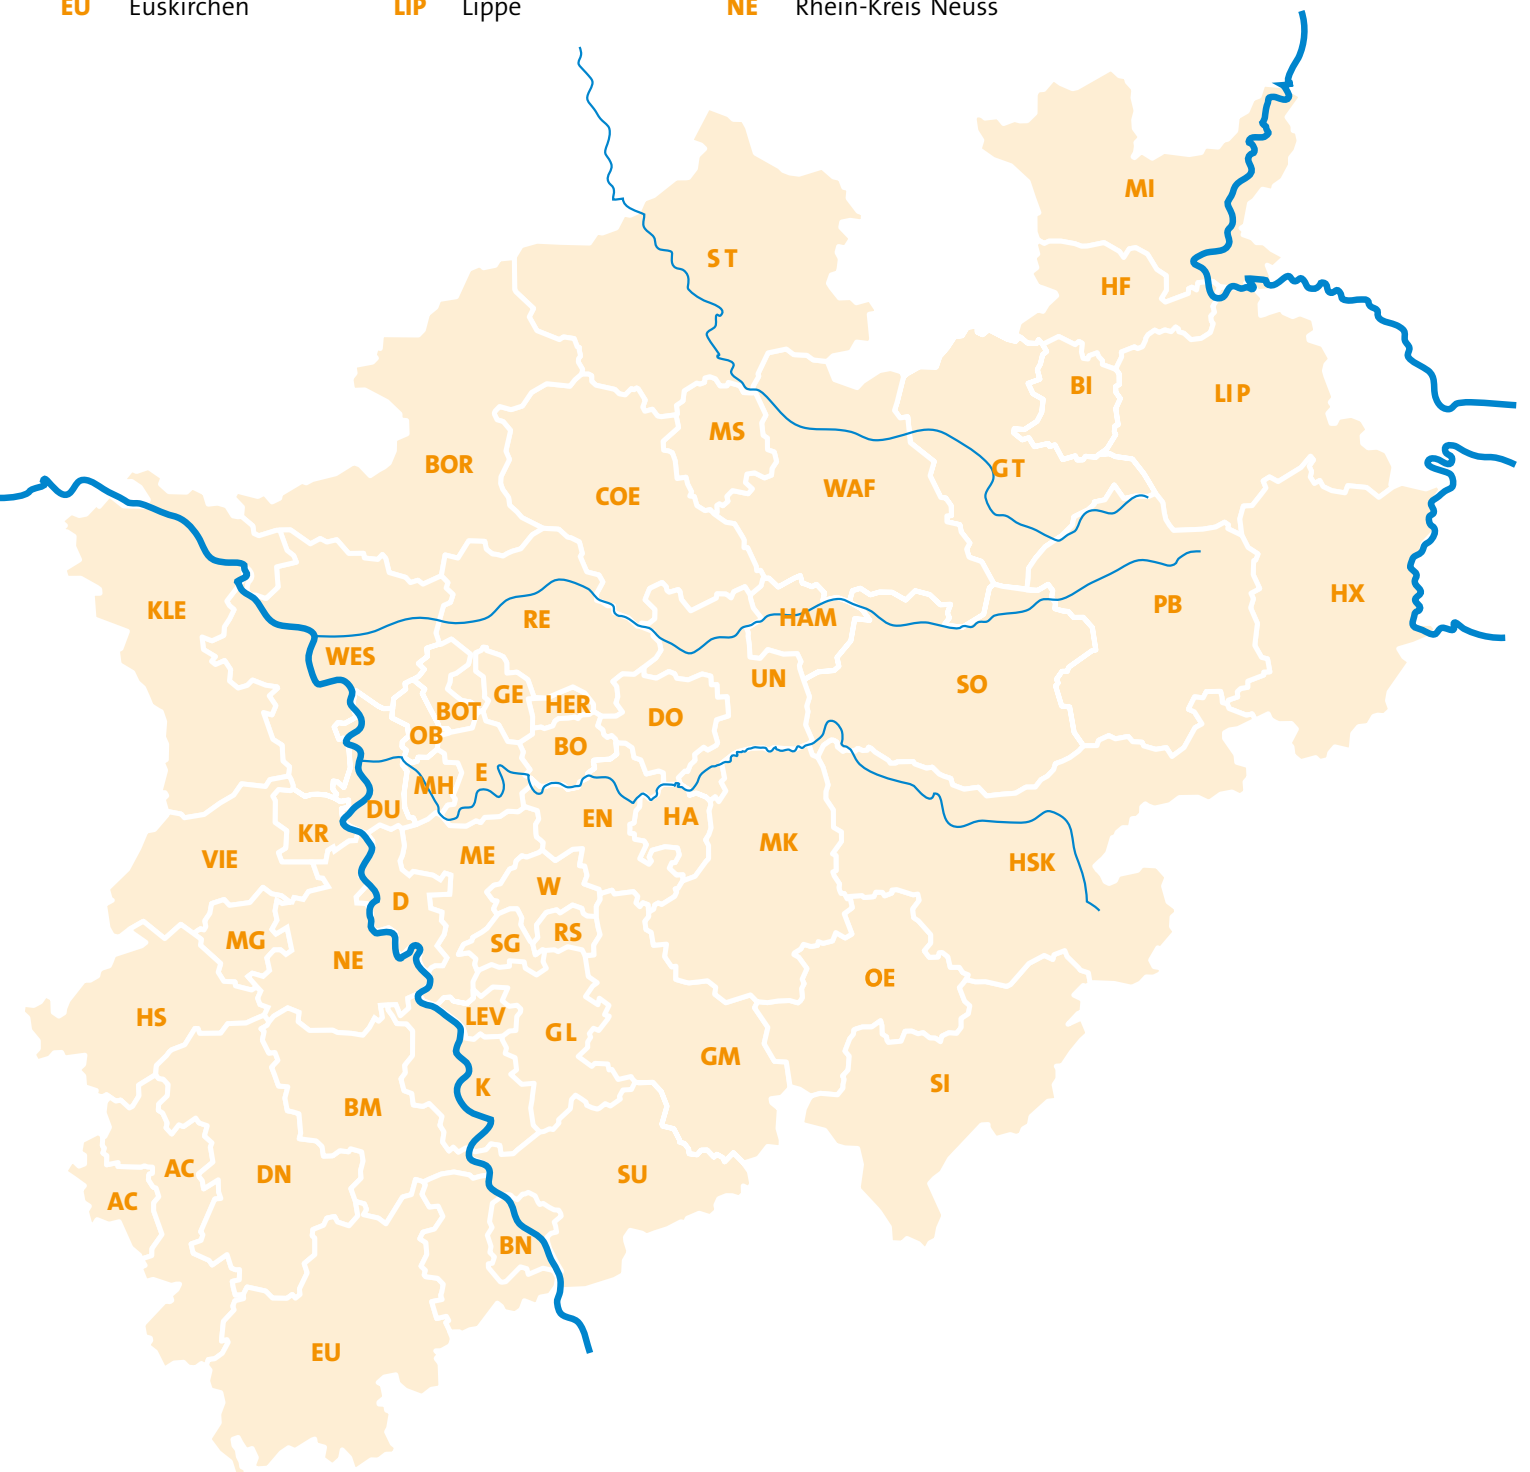 EU Euskirchen LIP Lippe NE Rhein-Kreis Neuss
MI
ST
HF
BI
LIP
MS
BOR
GT
WAF
COE
HX
PB
KLE
HAM
RE
WES
UN
SO
GE
HER
BOT
DO
OB
BO
E
MH
DU
EN
HA
KR
MK
ME
VIE
HSK
W
D
RS
MG
SG
NE
OE
LEV
HS
GL
GM
SI
K
BM
AC
DN
SU
AC
BN
EU